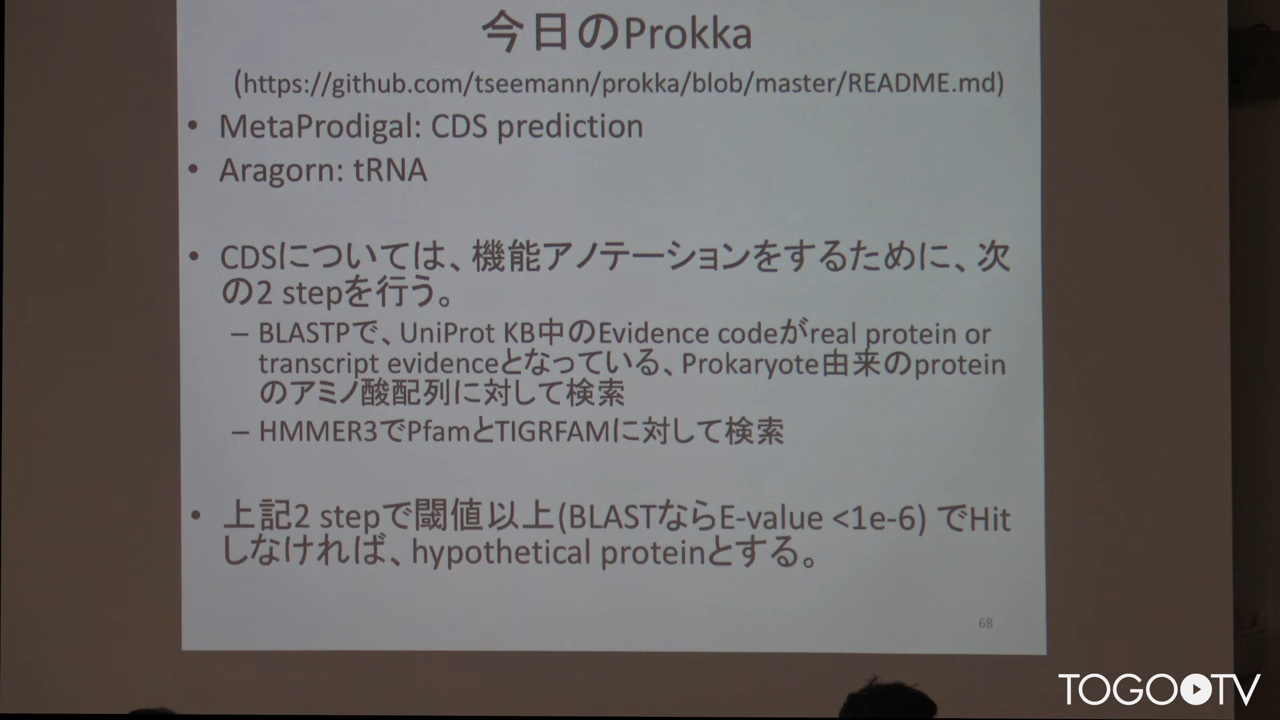 今日のProkka
(https://github.com/tseemann/prokka/blob/master/README.md)
• MetaProdigal: CDS prediction
• Aragorn: tRNA
• CDSについては、機能アノテーションをするために、次
の2 stepを行う。
– BLASTPで、UniProt KB中のEvidence codeがreal protein or
transcript evidenceとなっている、Prokaryote由来のprotein
のアミノ酸配列に対して検索
– HMMER3でPfamとTIGRFAMに対して検索
• 上記2 stepで閾値以上(BLASTならE-value <1e-6) でHit
しなければ、hypothetical proteinとする。
68
TOGOTV